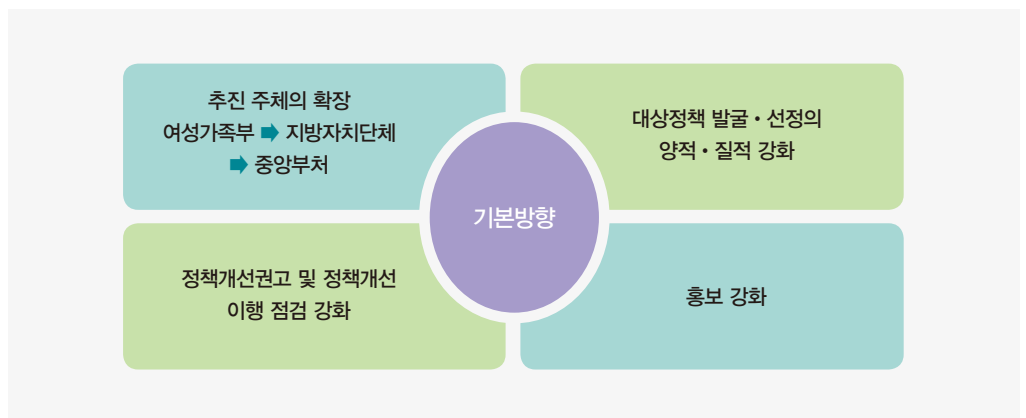 추진 주체의 확장
여성가족부 ➡ 지방자치단체
➡ 중앙부처
대상정책 발굴・선정의
양적・질적 강화
기본방향
정책개선권고 및 정책개선
이행 점검 강화
홍보 강화